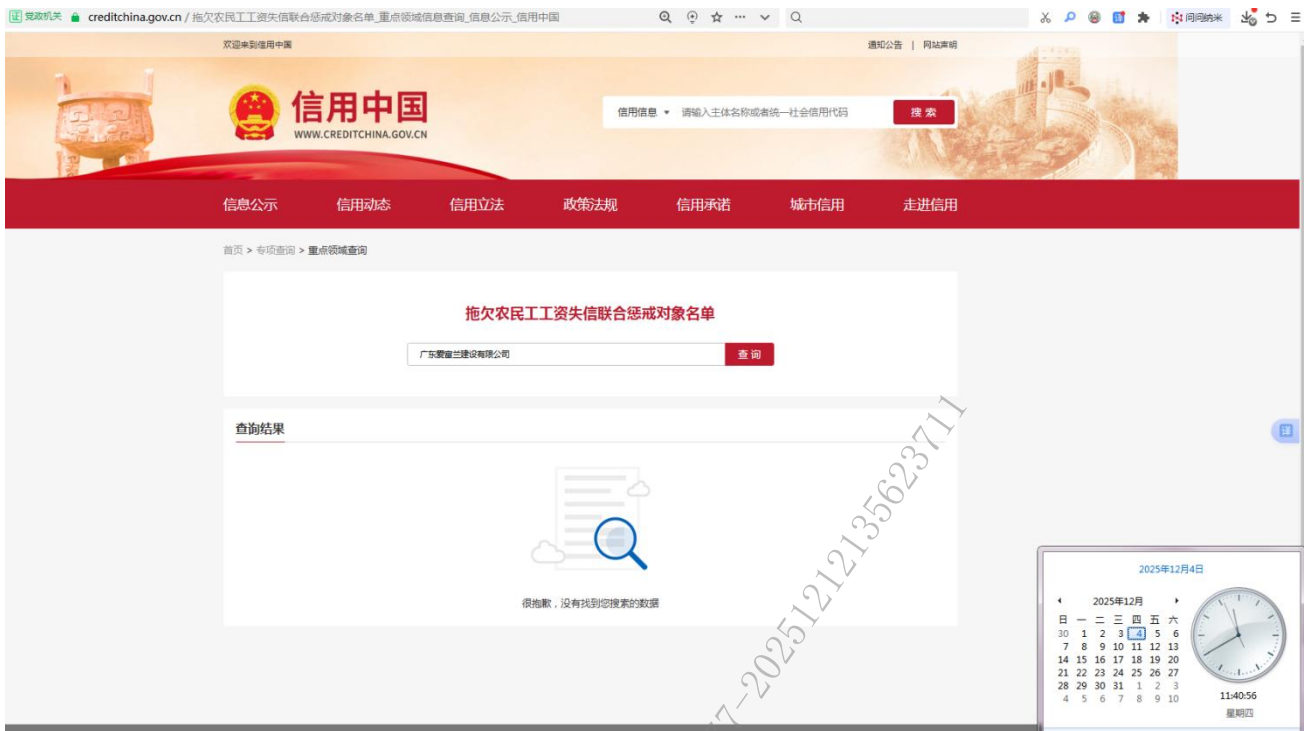 证 党政机关 creditchina.gov.cn / 拖欠农民工工资失信联合惩戒对象名单_重点领域信息查询_信息公示_信用中国
问问纳米
欢迎来到信用中国 通知公告 | 网站声明
信用中国
WWW.CREDITCHINA.GOV.CN
信用信息 请输入主体名称或者统一社会信用代码 搜索
信息公示 信用动态 信用立法 政策法规 信用承诺 城市信用 走进信用
首页 > 专项查询 > 重点领域查询
拖欠农民工工资失信联合惩戒对象名单
广东爱富兰建设有限公司 查询
查询结果
很抱歉，没有找到您搜索的数据
7-20251212135623711
2025年12月4日
2025年12月
日 一 二 三 四 五 六
30 1 2 3 4 5 6
7 8 9 10 11 12 13
14 15 16 17 18 19 20
21 22 23 24 25 26 27
28 29 30 31 1 2 3
4 5 6 7 8 9 10
11:40:56
星期四